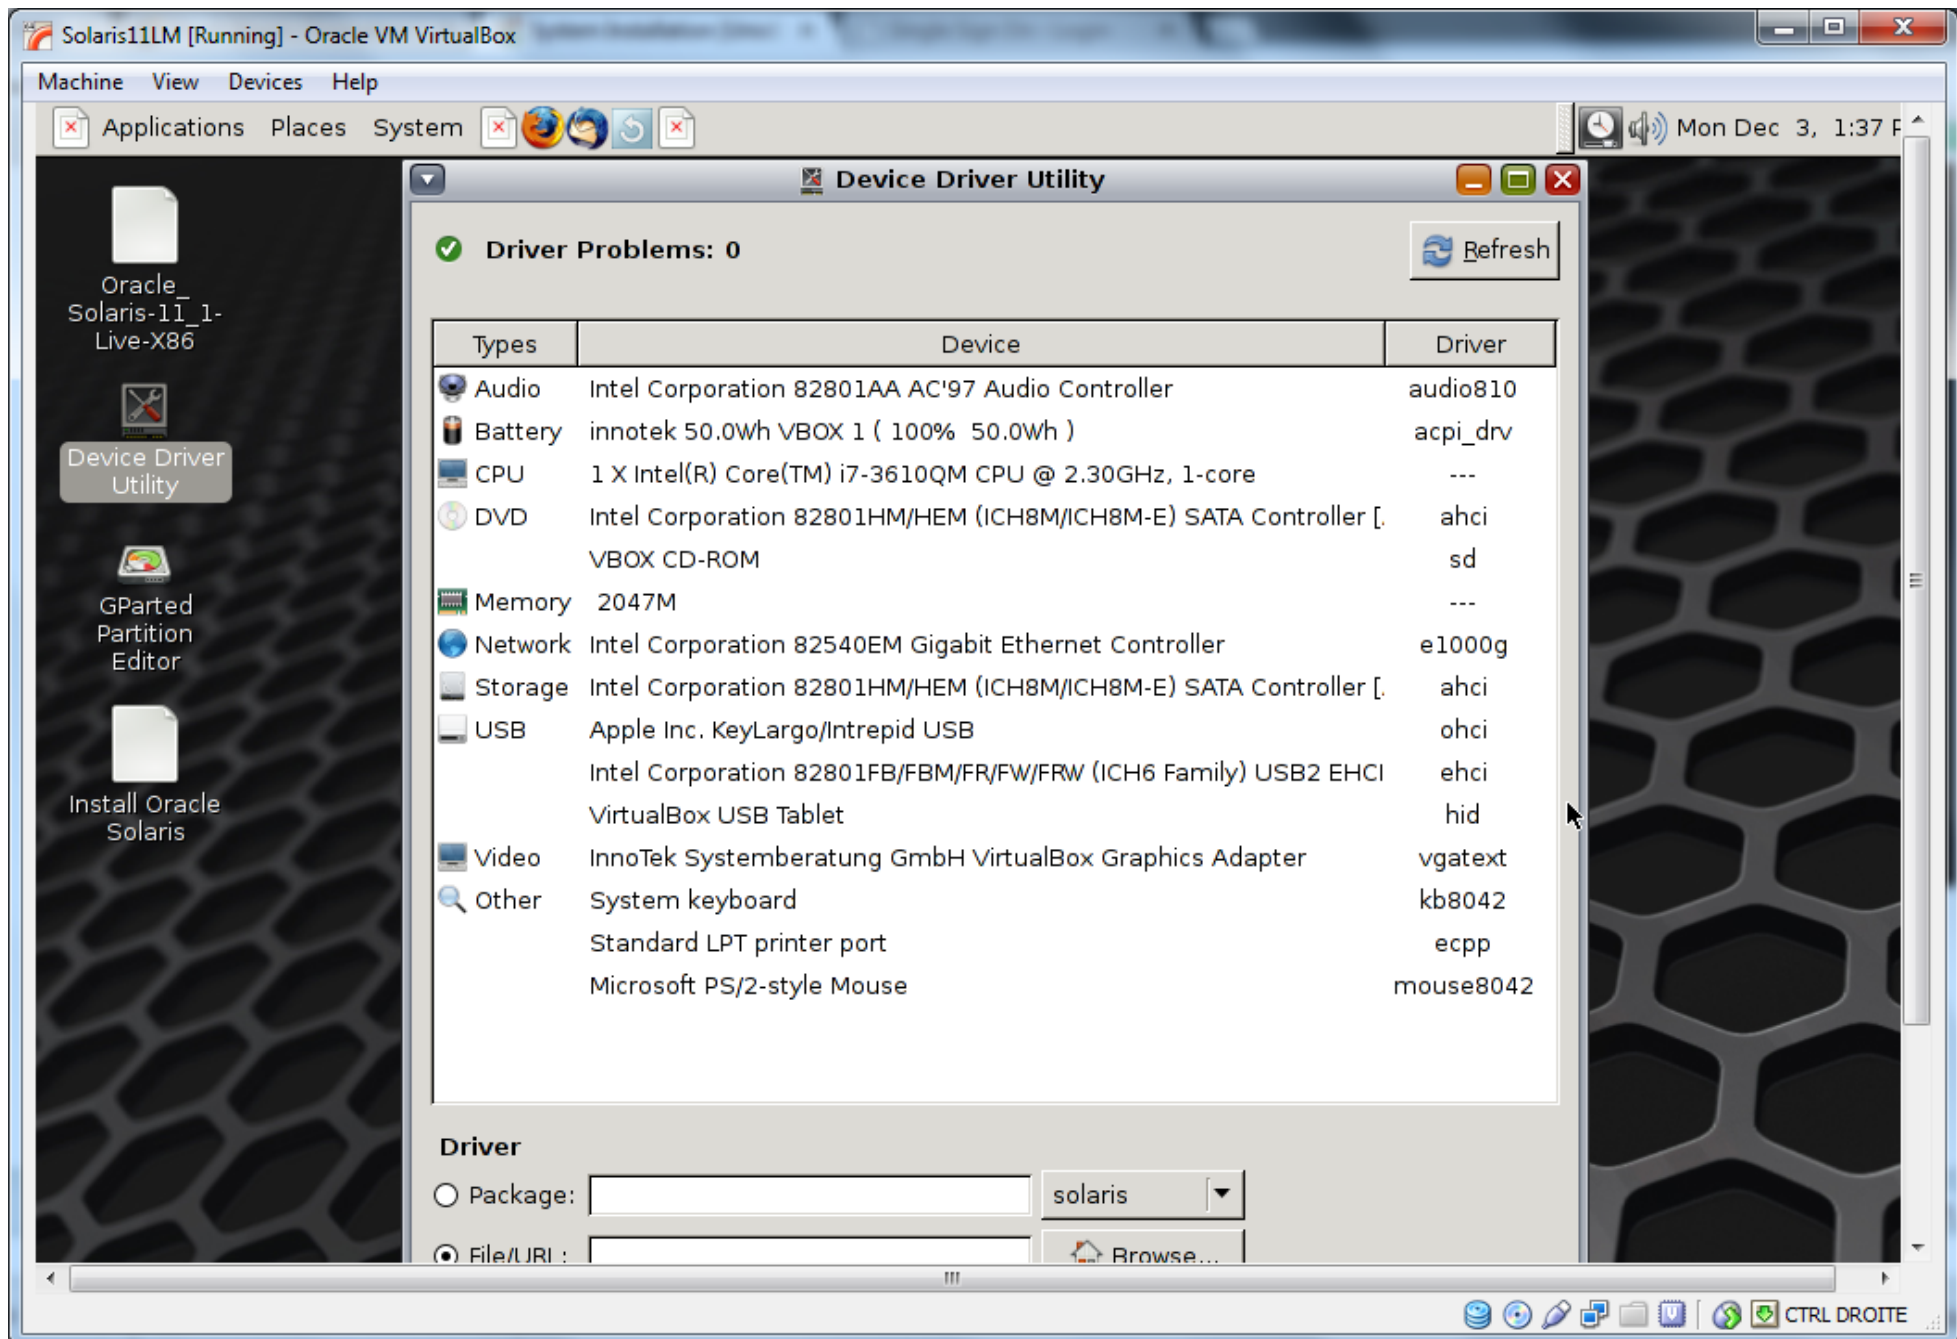 Solaris11LM [Running] - Oracle VM VirtualBox
Machine View Devices Help
Applications Places System
Mon Dec 3, 1:37 P
Oracle_
Solaris-11_1-
Live-X86
Device Driver
Utility
GParted
Partition
Editor
Install Oracle
Solaris
Device Driver Utility
Driver Problems: 0
Refresh
Types Device Driver
Audio Intel Corporation 82801AA AC'97 Audio Controller audio810
Battery innotek 50.0Wh VBOX 1 ( 100% 50.0Wh ) acpi_drv
CPU 1 X Intel(R) Core(TM) i7-3610QM CPU @ 2.30GHz, 1-core ---
DVD Intel Corporation 82801HM/HEM (ICH8M/ICH8M-E) SATA Controller [. ahci
VBOX CD-ROM sd
Memory 2047M ---
Network Intel Corporation 82540EM Gigabit Ethernet Controller e1000g
Storage Intel Corporation 82801HM/HEM (ICH8M/ICH8M-E) SATA Controller [. ahci
USB Apple Inc. KeyLargo/Intrepid USB ohci
Intel Corporation 82801FB/FBM/FR/FW/FRW (ICH6 Family) USB2 EHCI ehci
VirtualBox USB Tablet hid
Video InnoTek Systemberatung GmbH VirtualBox Graphics Adapter vgatext
Other System keyboard kb8042
Standard LPT printer port ecpp
Microsoft PS/2-style Mouse mouse8042
Driver
Package: solaris
File/URL: Browse...
CTRL DROITE